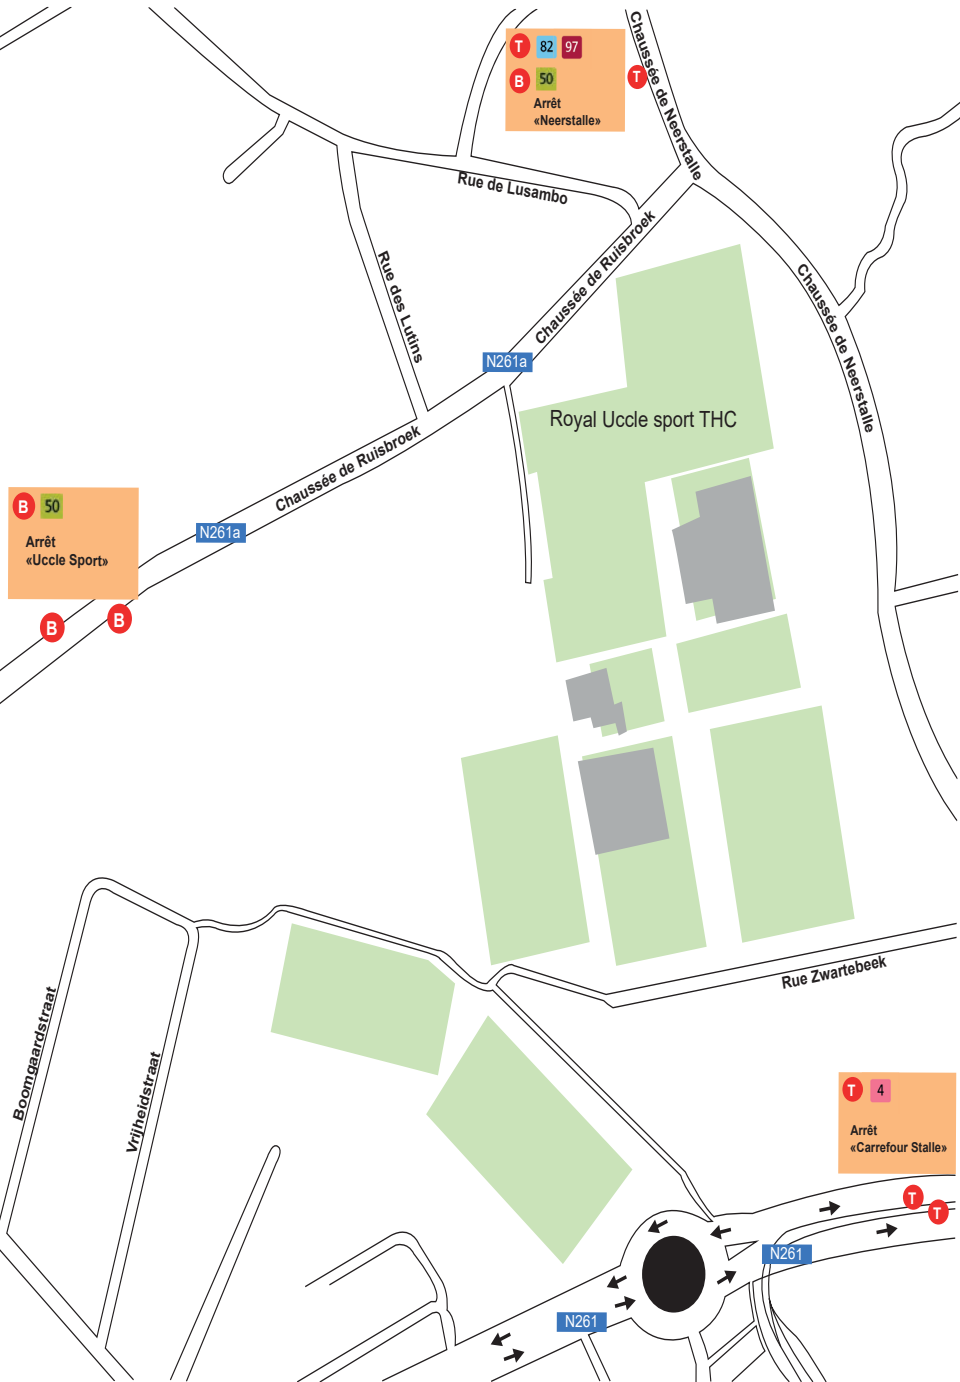 T 82 97
B 50
Arrêt
«Neerstalle»
T
Chaussée de Neerstalle
Rue de Lusambo
Chaussée de Ruisbroek
Rue des Lutins
Chaussée de Neerstalle
N261a
Royal Uccle sport THC
Chaussée de Ruisbroek
B 50
Arrêt
«Uccle Sport»
N261a
B
B
Rue Zwartebeek
Boomgaardstraat
Vrijheidstraat
T 4
Arrêt
«Carrefour Stalle»
T
T
N261
N261